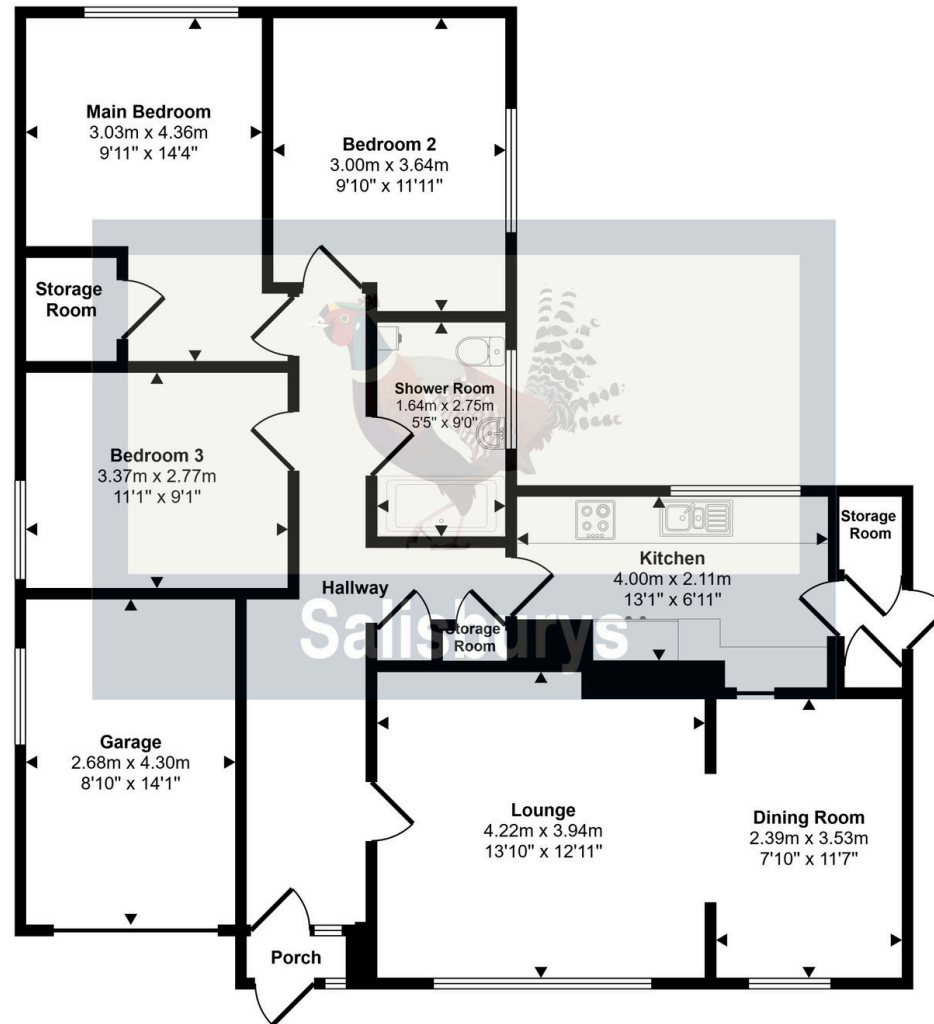 Main Bedroom
3.03m x 4.36m
9'11" x 14'4"
Bedroom 2
3.00m x 3.64m
9'10" x 11'11"
Storage
Room
Shower Room
1.64m x 2.75m
5'5" x 9'0"
Bedroom 3
3.37m x 2.77m
11'1" x 9'1"
Storage
Room
Kitchen
4.00m x 2.11m
13'1" x 6'11"
Hallway
Salisburys
Storage
Room
Garage
2.68m x 4.30m
8'10" x 14'1"
Lounge
4.22m x 3.94m
13'10" x 12'11"
Dining Room
2.39m x 3.53m
7'10" x 11'7"
Porch